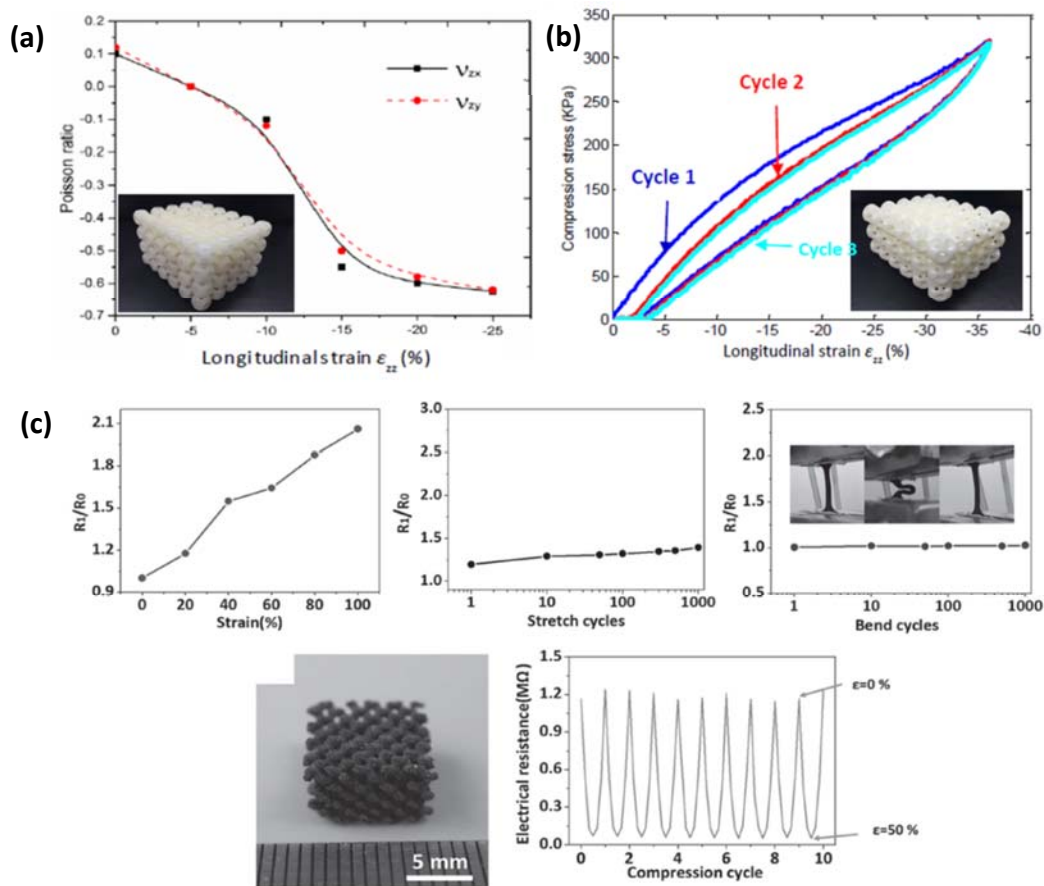 (a)
0.2
0.1
0.0
-0.1
-0.2
-0.3
-0.4
-0.5
-0.6
-0.7
Poisson ratio
νzx
νzy
0 -5 -10 -15 -20 -25
Longitudinal strain εzz (%)
(b)
350
300
250
200
150
100
50
0
Compression stress (KPa)
Cycle 1
Cycle 2
Cycle 3
0 -5 -10 -15 -20 -25 -30 -35 -40
Longitudinal strain εzz (%)
(c)
2.1
1.8
1.5
1.2
0.9
R1/R0
0 20 40 60 80 100
Strain(%)
3.0
2.5
2.0
1.5
1.0
R1/R0
1 10 100 1000
Stretch cycles
2.5
2.0
1.5
1.0
0.5
R1/R0
1 10 100 1000
Bend cycles
5 mm
1.5
1.2
0.9
0.6
0.3
0.0
Electrical resistance(MΩ)
ε=0 %
ε=50 %
0 2 4 6 8 10
Compression cycle